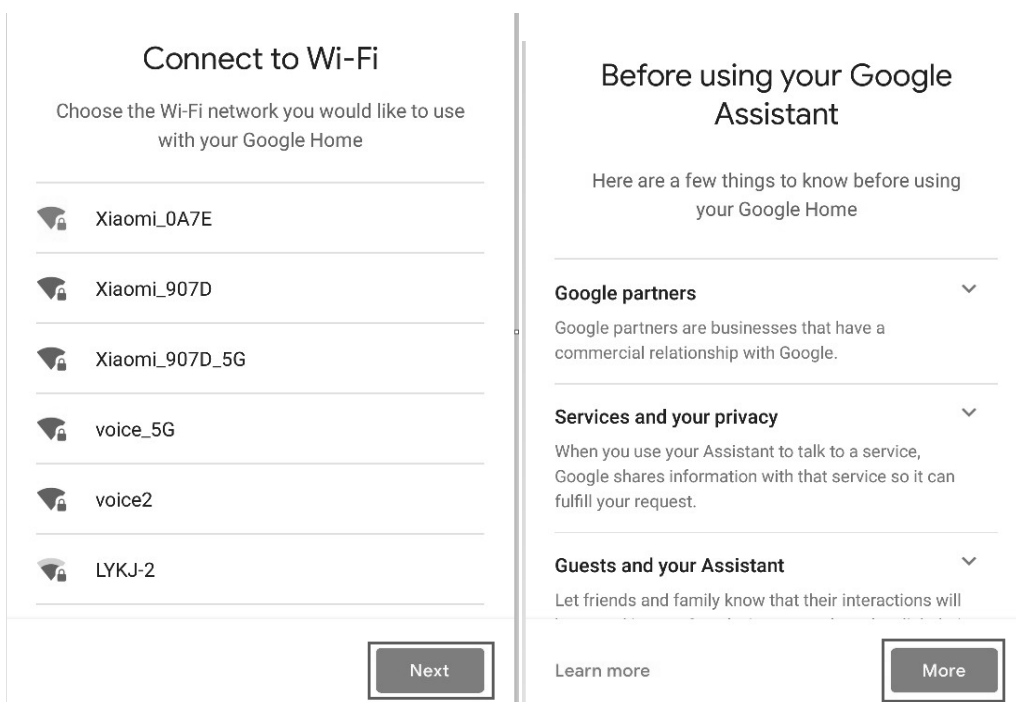 Connect to Wi-Fi
Choose the Wi-Fi network you would like to use
with your Google Home
Xiaomi_0A7E
Xiaomi_907D
Xiaomi_907D_5G
voice_5G
voice2
LYKJ-2
Next
Before using your Google
Assistant
Here are a few things to know before using
your Google Home
Google partners
Google partners are businesses that have a
commercial relationship with Google.
Services and your privacy
When you use your Assistant to talk to a service,
Google shares information with that service so it can
fulfill your request.
Guests and your Assistant
Let friends and family know that their interactions will
Learn more
More